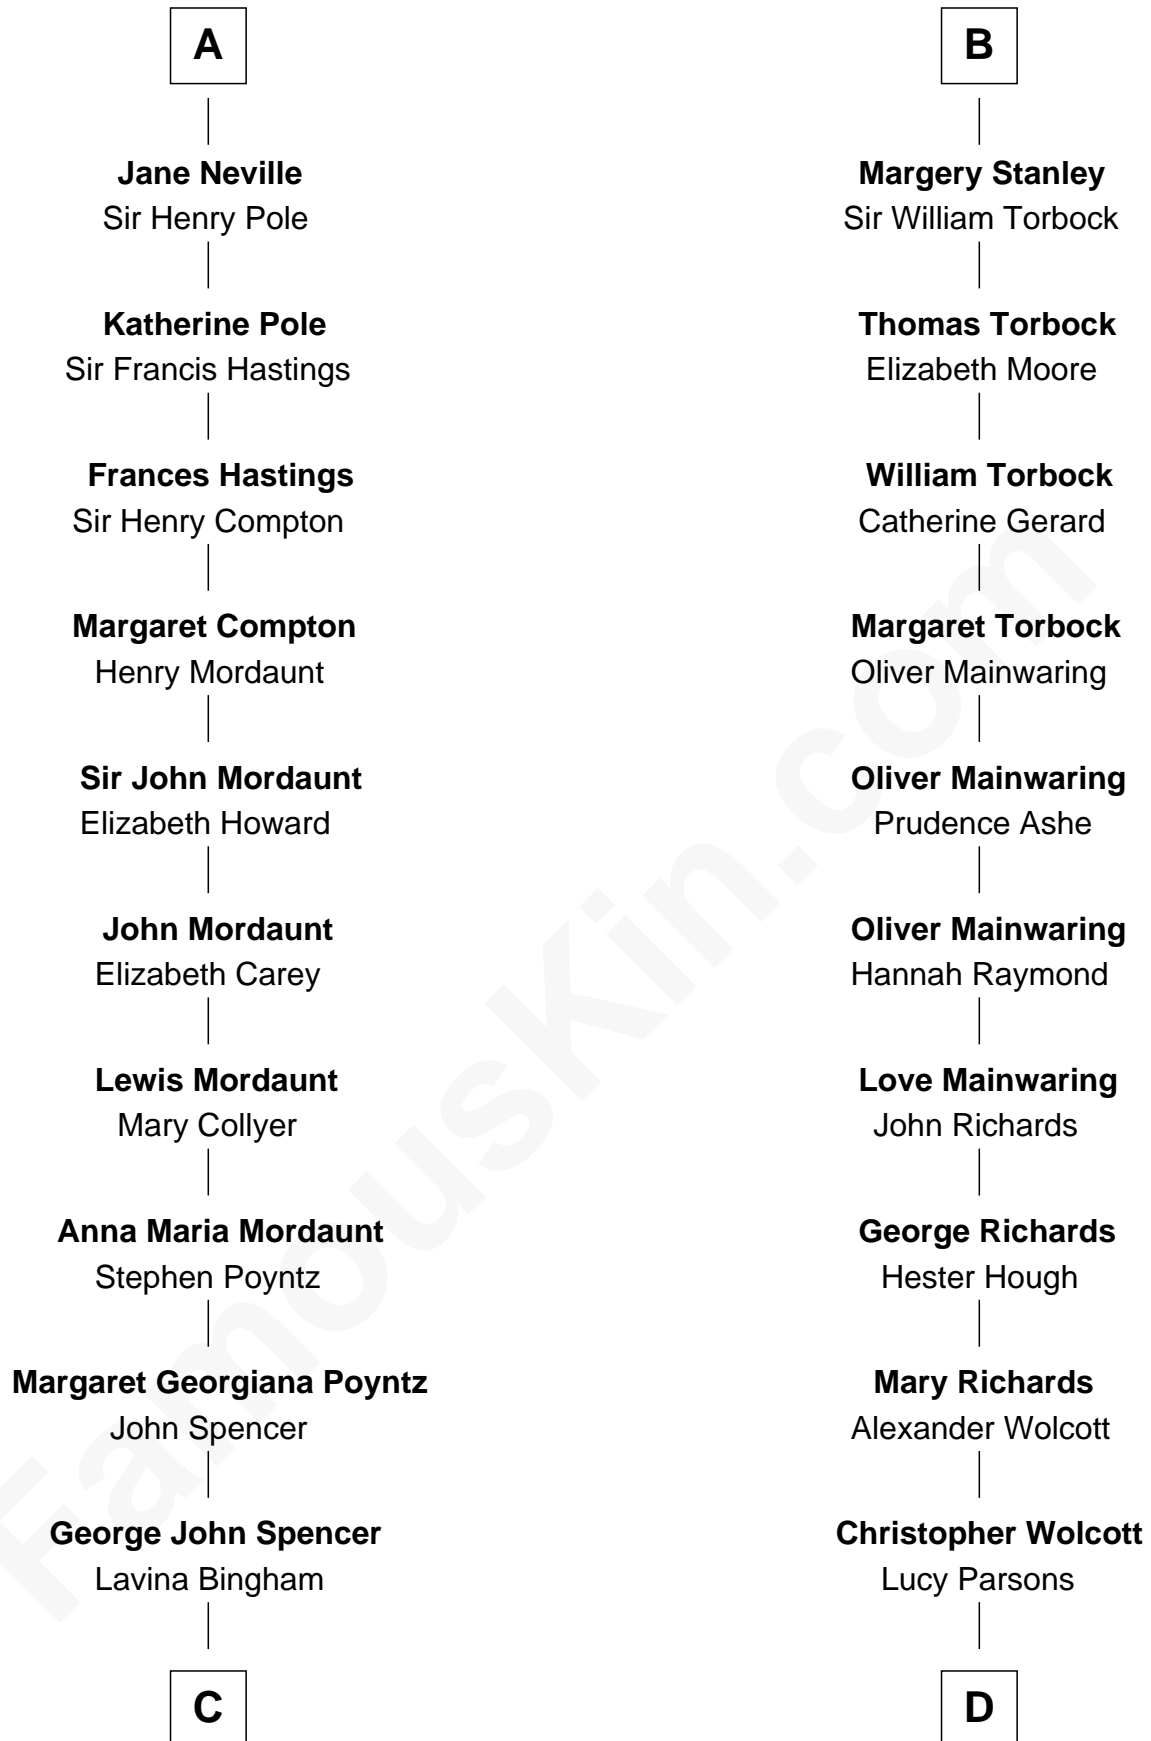 A
Jane Neville
Sir Henry Pole
Katherine Pole
Sir Francis Hastings
Frances Hastings
Sir Henry Compton
Margaret Compton
Henry Mordaunt
Sir John Mordaunt
Elizabeth Howard
John Mordaunt
Elizabeth Carey
Lewis Mordaunt
Mary Collyer
Anna Maria Mordaunt
Stephen Poyntz
Margaret Georgiana Poyntz
John Spencer
George John Spencer
Lavina Bingham
C
B
Margery Stanley
Sir William Torbock
Thomas Torbock
Elizabeth Moore
William Torbock
Catherine Gerard
Margaret Torbock
Oliver Mainwaring
Oliver Mainwaring
Prudence Ashe
Oliver Mainwaring
Hannah Raymond
Love Mainwaring
John Richards
George Richards
Hester Hough
Mary Richards
Alexander Wolcott
Christopher Wolcott
Lucy Parsons
D
FamousKin.com